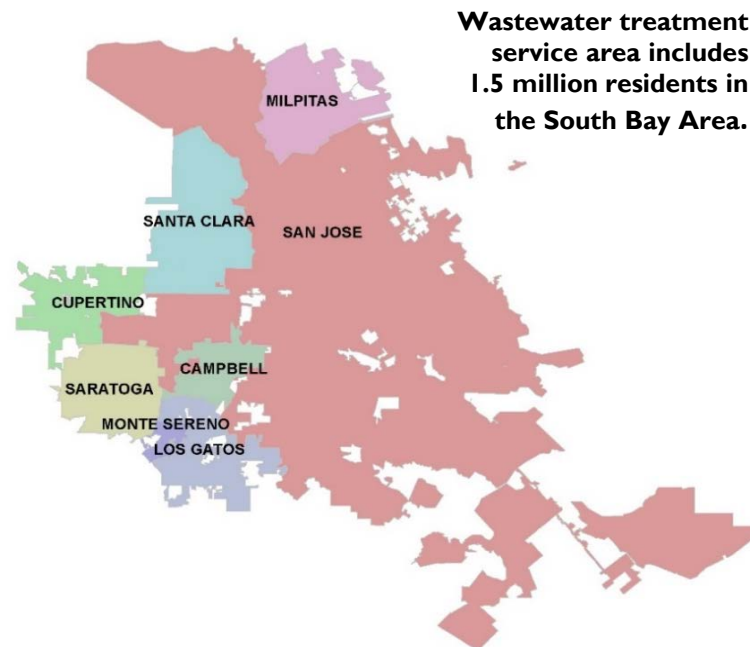 Wastewater treatment
service area includes
1.5 million residents in
the South Bay Area.
MILPITAS
SANTA CLARA
SAN JOSE
CUPERTINO
CAMPBELL
SARATOGA
MONTE SERENO
LOS GATOS